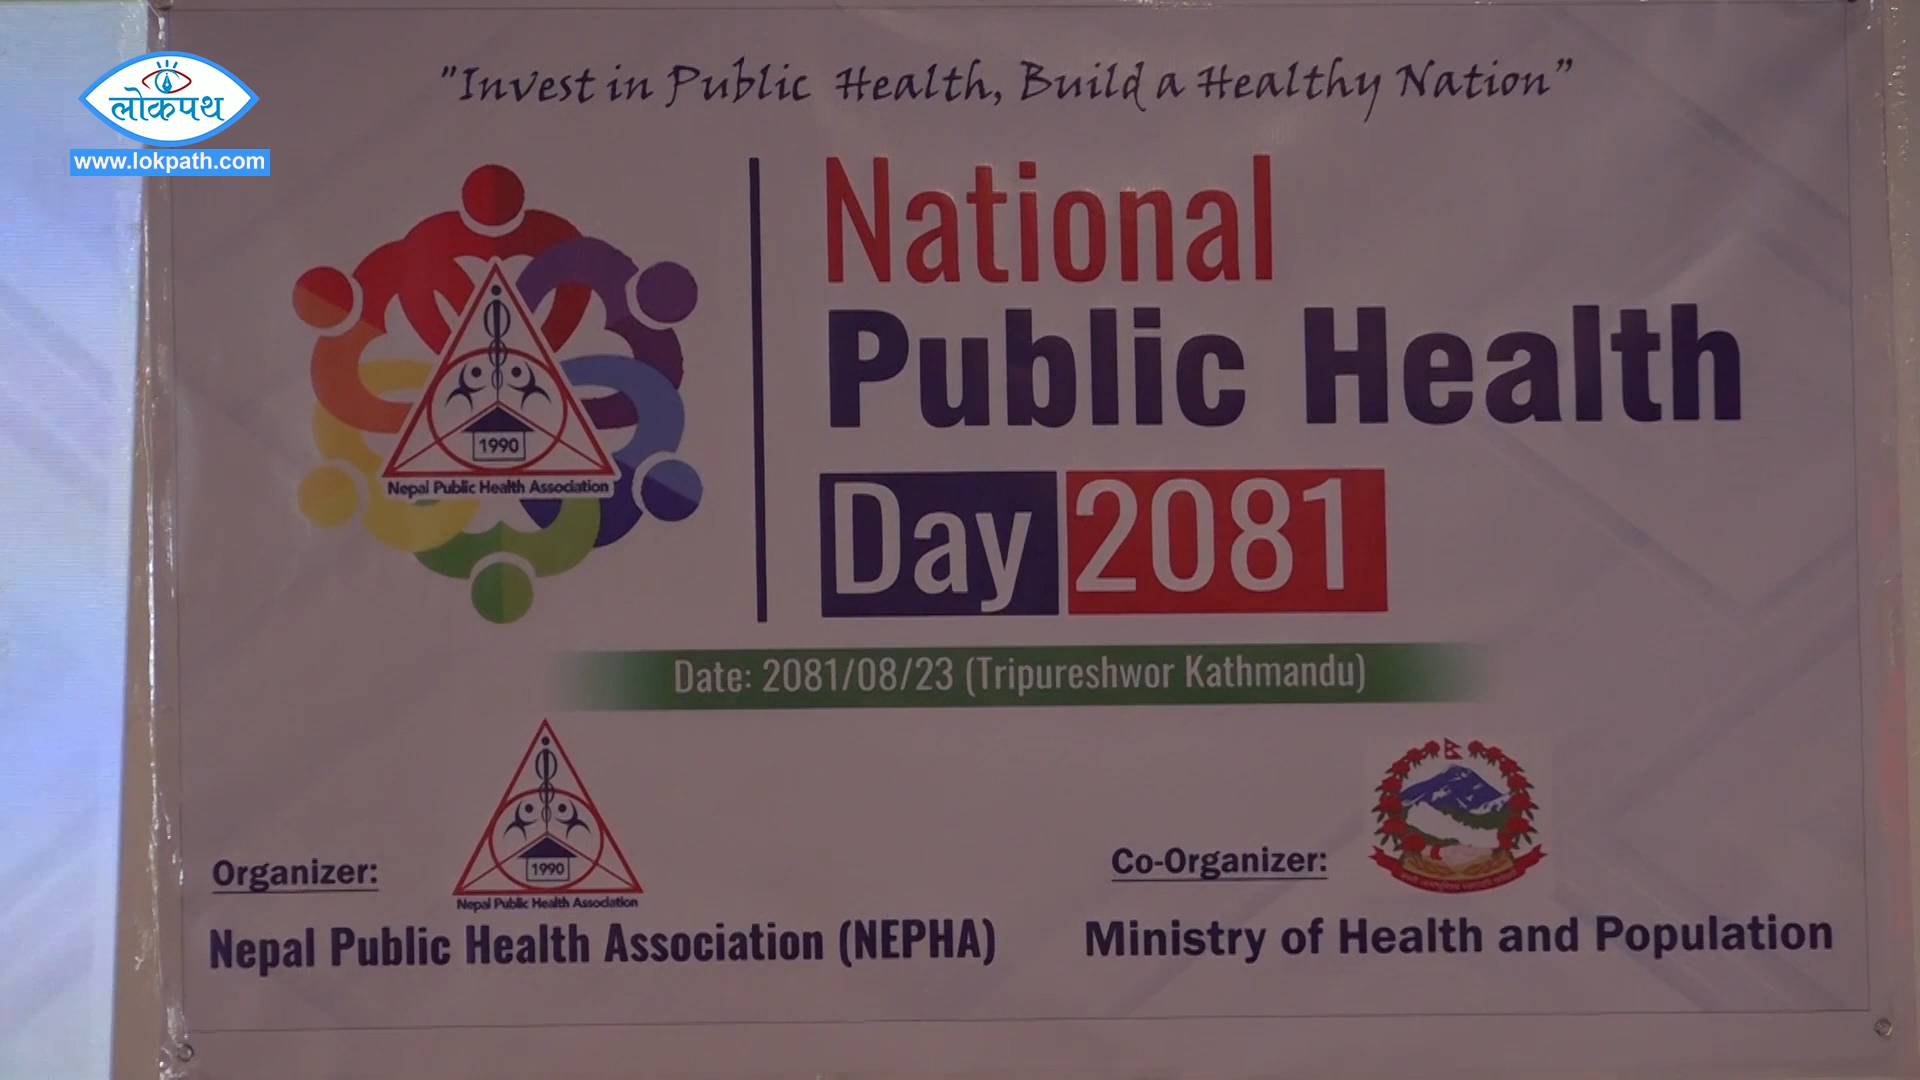 लोकपथ
www.lokpath.com
"Invest in Public Health, Build a Healthy Nation"
National
Public Health
Day 2081
1990
Nepal Public Health Association
Date: 2081/08/23 (Tripureshwor Kathmandu)
1990
Nepal Public Health Association
Organizer:
Nepal Public Health Association (NEPHA)
Co-Organizer:
Ministry of Health and Population